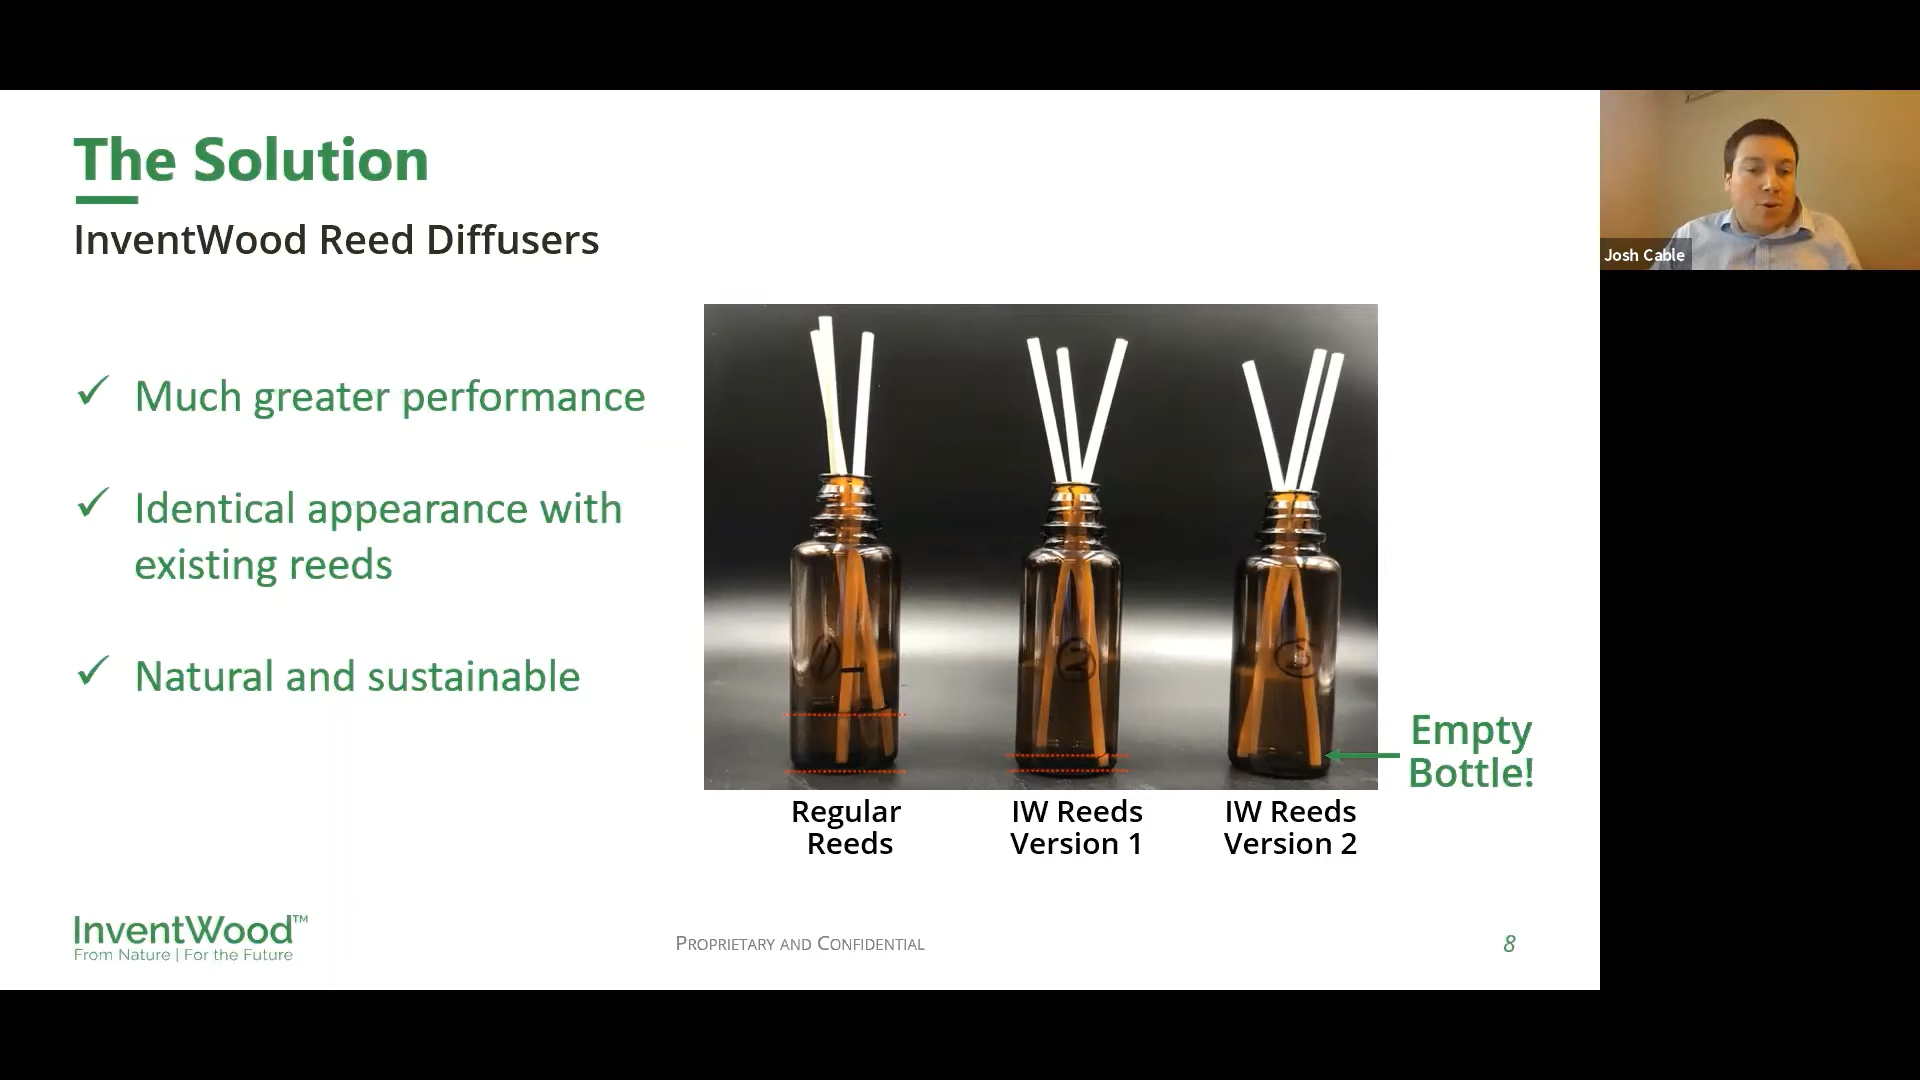 The Solution
InventWood Reed Diffusers
✓ Much greater performance
✓ Identical appearance with
existing reeds
✓ Natural and sustainable
Empty
Bottle!
Regular
Reeds
IW Reeds
Version 1
IW Reeds
Version 2
InventWood™
From Nature | For the Future
Proprietary and Confidential
8
Josh Cable